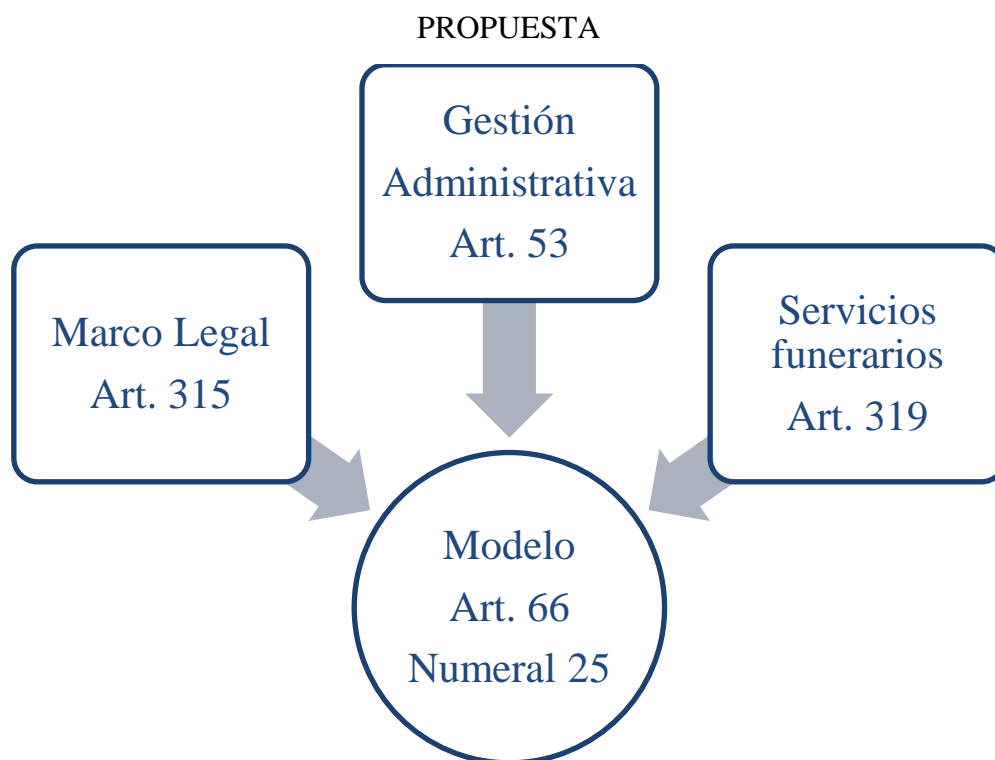 PROPUESTA
Gestión
Administrativa
Art. 53
Marco Legal
Art. 315
Servicios
funerarios
Art. 319
Modelo
Art. 66
Numeral 25